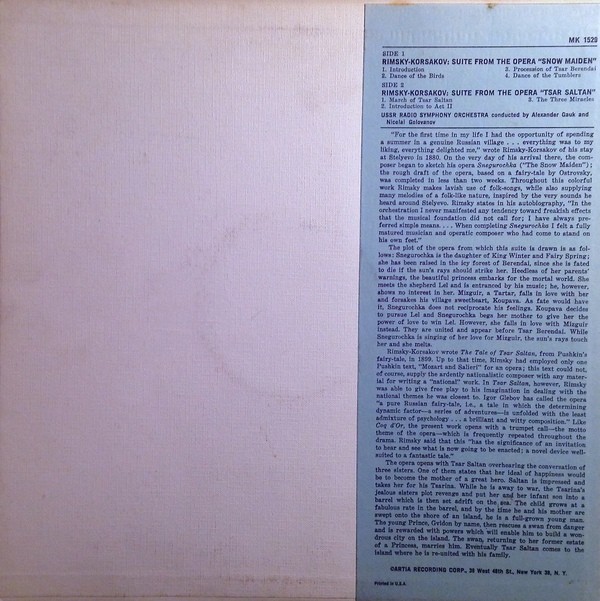 MK 1529
SIDE 1
RIMSKY-KORSAKOV: SUITE FROM THE OPERA "SNOW MAIDEN"
1. Introduction 3. Procession of Tsar Berendai
2. Dance of the Birds 4. Dance of the Tumblers
SIDE 2
RIMSKY-KORSAKOV: SUITE FROM THE OPERA "TSAR SALTAN"
1. March of Tsar Saltan 3. The Three Miracles
2. Introduction to Act II
USSR RADIO SYMPHONY ORCHESTRA conducted by Alexander Gauk and
Nicolai Golovanov
"For the first time in my life I had the opportunity of spending
a summer in a genuine Russian village . . . everything was to my
liking, everything delighted me," wrote Rimsky-Korsakov of his stay
at Stelyevo in 1880. On the very day of his arrival there, the com-
poser began to sketch his opera Snegurochka ("The Snow Maiden");
the rough draft of the opera, based on a fairy-tale by Ostrovsky,
was completed in less than two weeks. Throughout this colorful
work Rimsky makes lavish use of folk-songs, while also supplying
many melodies of a folk-like nature, inspired by the very sounds he
heard around Stelyevo. Rimsky states in his autobiography, "In the
orchestration I never manifested any tendency toward freakish effects
that the musical foundation did not call for; I have always pre-
ferred simple means. . . . When completing Snegurochka I felt a fully
matured musician and operatic composer who had come to stand on
his own feet."
The plot of the opera from which this suite is drawn is as fol-
lows: Snegurochka is the daughter of King Winter and Fairy Spring;
she has been raised in the icy forest of Berendai, since she is fated
to die if the sun's rays should strike her. Heedless of her parents'
warnings, the beautiful princess embarks for the mortal world. She
meets the shepherd Lel and is entranced by his music; he, however,
shows no interest in her. Mizguir, a Tartar, falls in love with her
and forsakes his village sweetheart, Koupava. As fate would have
it, Snegurochka does not reciprocate his feelings. Koupava decides
to pursue Lel and Snegurochka begs her mother to give her the
power of love to win Lel. However, she falls in love with Mizguir
instead. They are united and appear before Tsar Berendai. While
Snegurochka is singing of her love for Mizguir, the sun's rays touch
her and she melts.
Rimsky-Korsakov wrote The Tale of Tsar Saltan, from Pushkin's
fairy-tale, in 1899. Up to that time, Rimsky had employed only one
Pushkin text, "Mozart and Salieri" for an opera; this text could not,
of course, supply the ardently nationalistic composer with any mater-
ial for writing a "national" work. In Tsar Saltan, however, Rimsky
was able to give free play to his imagination in dealing with the
national themes he was closest to. Igor Glebov has called the opera
"a pure Russian fairy-tale, i.e., a tale in which the determining
dynamic factor—a series of adventures—is unfolded with the least
admixture of psychology . . . a brilliant and witty composition." Like
Coq d'Or, the present work opens with a trumpet call—the motto
theme of the opera—which is frequently repeated throughout the
drama. Rimsky said that this "has the significance of an invitation
to hear and see what is now going to be enacted; a novel device well-
suited to a fantastic tale."
The opera opens with Tsar Saltan overhearing the conversation of
three sisters. One of them states that her ideal of happiness would
be to become the mother of a great hero. Saltan is impressed and
takes her for his Tsarina. While he is away to war, the Tsarina's
jealous sisters plot revenge and put her and her infant son into a
barrel which is then set adrift on the sea. The child grows at a
fabulous rate in the barrel, and by the time he and his mother are
swept onto the shore of an island, he is a full-grown young man.
The young Prince, Gvidon by name, then rescues a swan from danger
and is rewarded with powers which will enable him to build a won-
drous city on the island. The swan, returning to her former estate
of a Princess, marries him. Eventually Tsar Saltan comes to the
island where he is re-united with his family.
ARTIA RECORDING CORP., 38 West 48th St., New York 36, N. Y.
Printed in U.S.A.